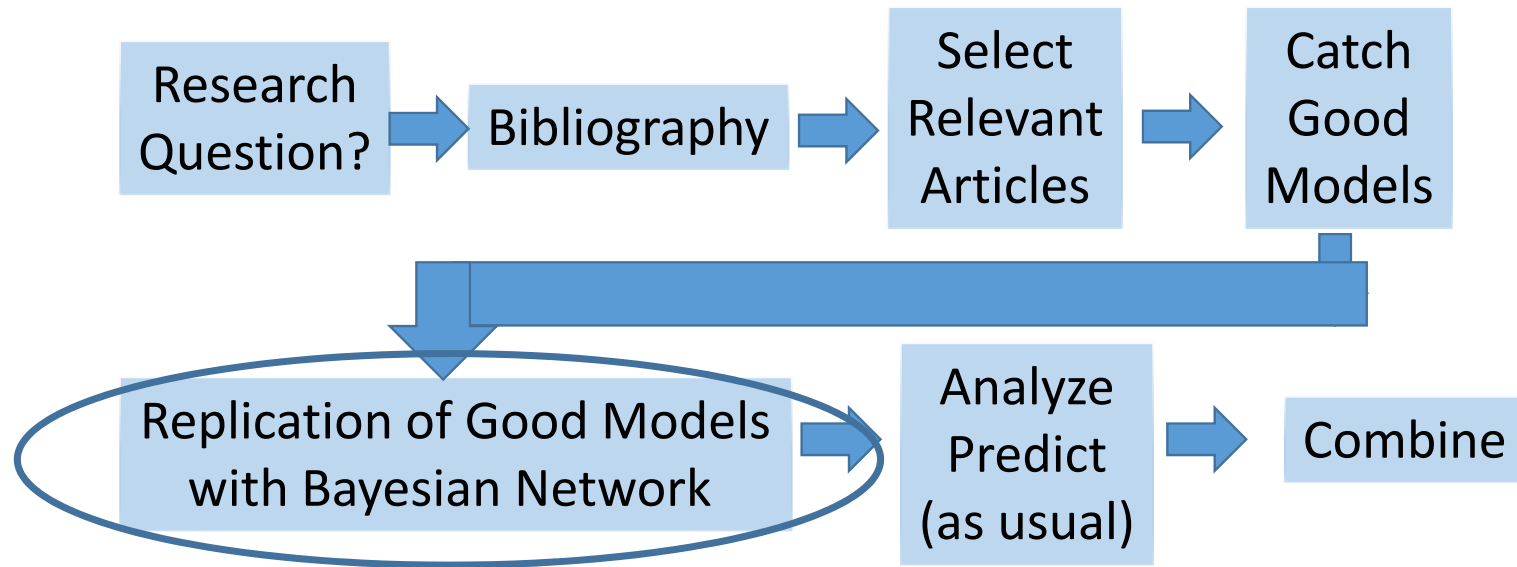 Research
Question?
Bibliography
Select
Relevant
Articles
Catch
Good
Models
Replication of Good Models
with Bayesian Network
Analyze
Predict
(as usual)
Combine